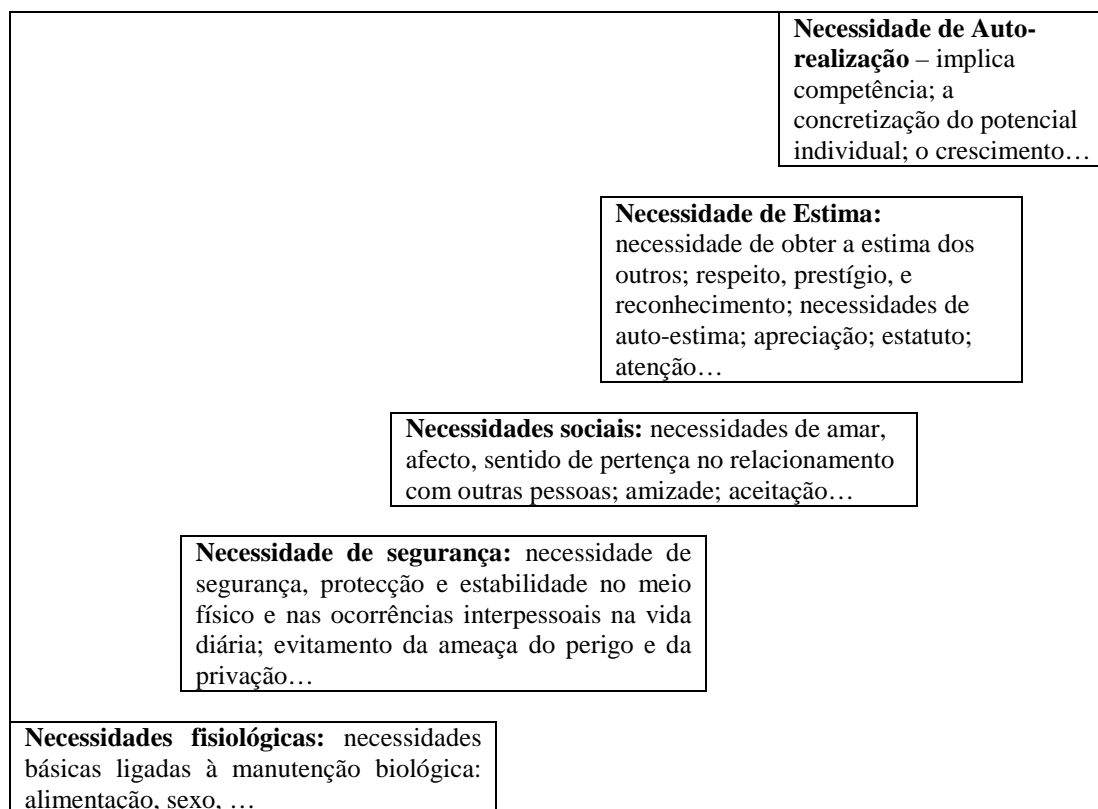 Necessidade de Auto-
realização – implica
competência; a
concretização do potencial
individual; o crescimento…
Necessidade de Estima:
necessidade de obter a estima dos
outros; respeito, prestígio, e
reconhecimento; necessidades de
auto-estima; apreciação; estatuto;
atenção…
Necessidades sociais: necessidades de amar,
afecto, sentido de pertença no relacionamento
com outras pessoas; amizade; aceitação…
Necessidade de segurança: necessidade de
segurança, protecção e estabilidade no meio
físico e nas ocorrências interpessoais na vida
diária; evitamento da ameaça do perigo e da
privação…
Necessidades fisiológicas: necessidades
básicas ligadas à manutenção biológica:
alimentação, sexo, …